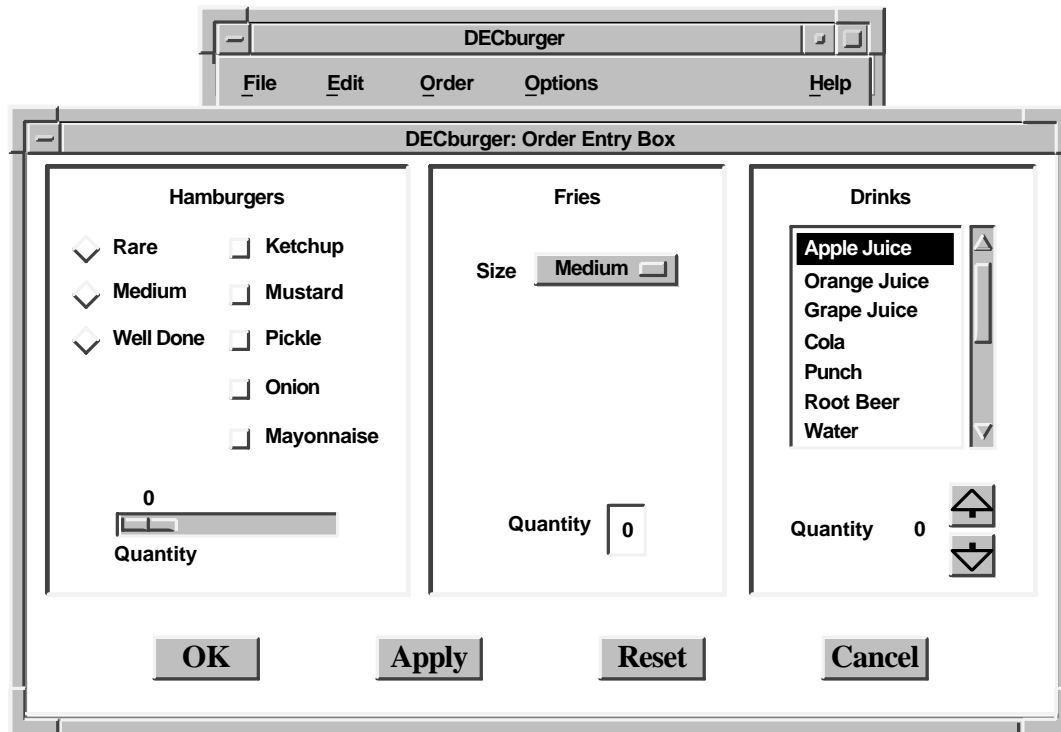 DECburger
File Edit Order Options Help
DECburger: Order Entry Box
Hamburgers
Rare
Medium
Well Done
Ketchup
Mustard
Pickle
Onion
Mayonnaise
0
Quantity
Fries
Size Medium
Quantity 0
Drinks
Apple Juice
Orange Juice
Grape Juice
Cola
Punch
Root Beer
Water
Quantity 0
OK Apply Reset Cancel